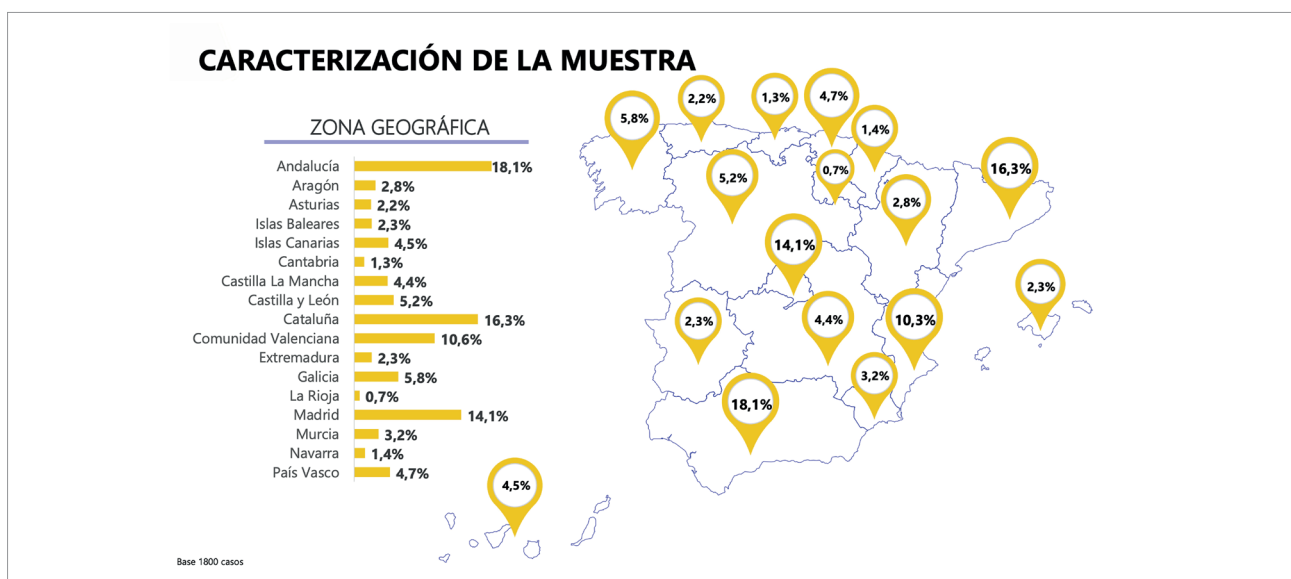 CARACTERIZACIÓN DE LA MUESTRA
ZONA GEOGRÁFICA
Andalucía 18,1%
Aragón 2,8%
Asturias 2,2%
Islas Baleares 2,3%
Islas Canarias 4,5%
Cantabria 1,3%
Castilla La Mancha 4,4%
Castilla y León 5,2%
Cataluña 16,3%
Comunidad Valenciana 10,6%
Extremadura 2,3%
Galicia 5,8%
La Rioja 0,7%
Madrid 14,1%
Murcia 3,2%
Navarra 1,4%
País Vasco 4,7%
5,8%
2,2%
1,3%
4,7%
1,4%
0,7%
5,2%
16,3%
2,8%
14,1%
2,3%
2,3%
4,4%
10,3%
3,2%
18,1%
4,5%
Base 1800 casos